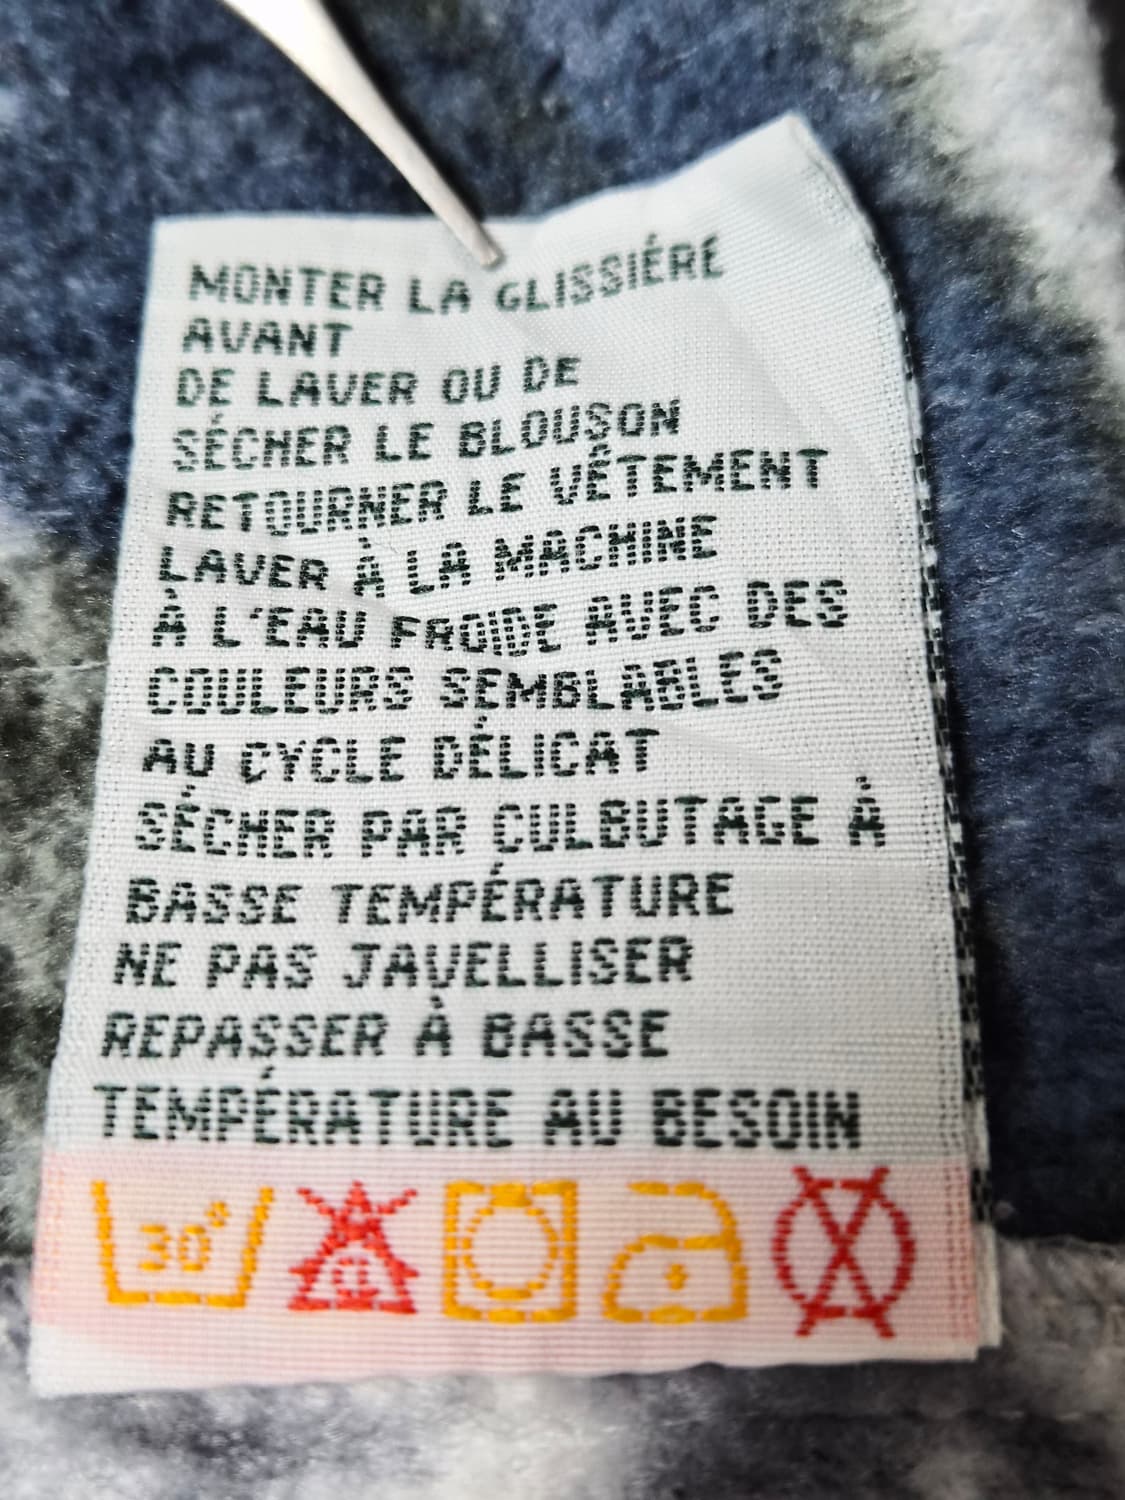 MONTER LA GLISSIÈRE
AVANT
DE LAVER OU DE
SÉCHER LE BLOUSON
RETOURNER LE VÊTEMENT
LAVER À LA MACHINE
À L'EAU FROIDE AVEC DES
COULEURS SEMBLABLES
AU CYCLE DÉLICAT
SÉCHER PAR CULBUTAGE À
BASSE TEMPÉRATURE
NE PAS JAVELLISER
REPASSER À BASSE
TEMPÉRATURE AU BESOIN
30° CL